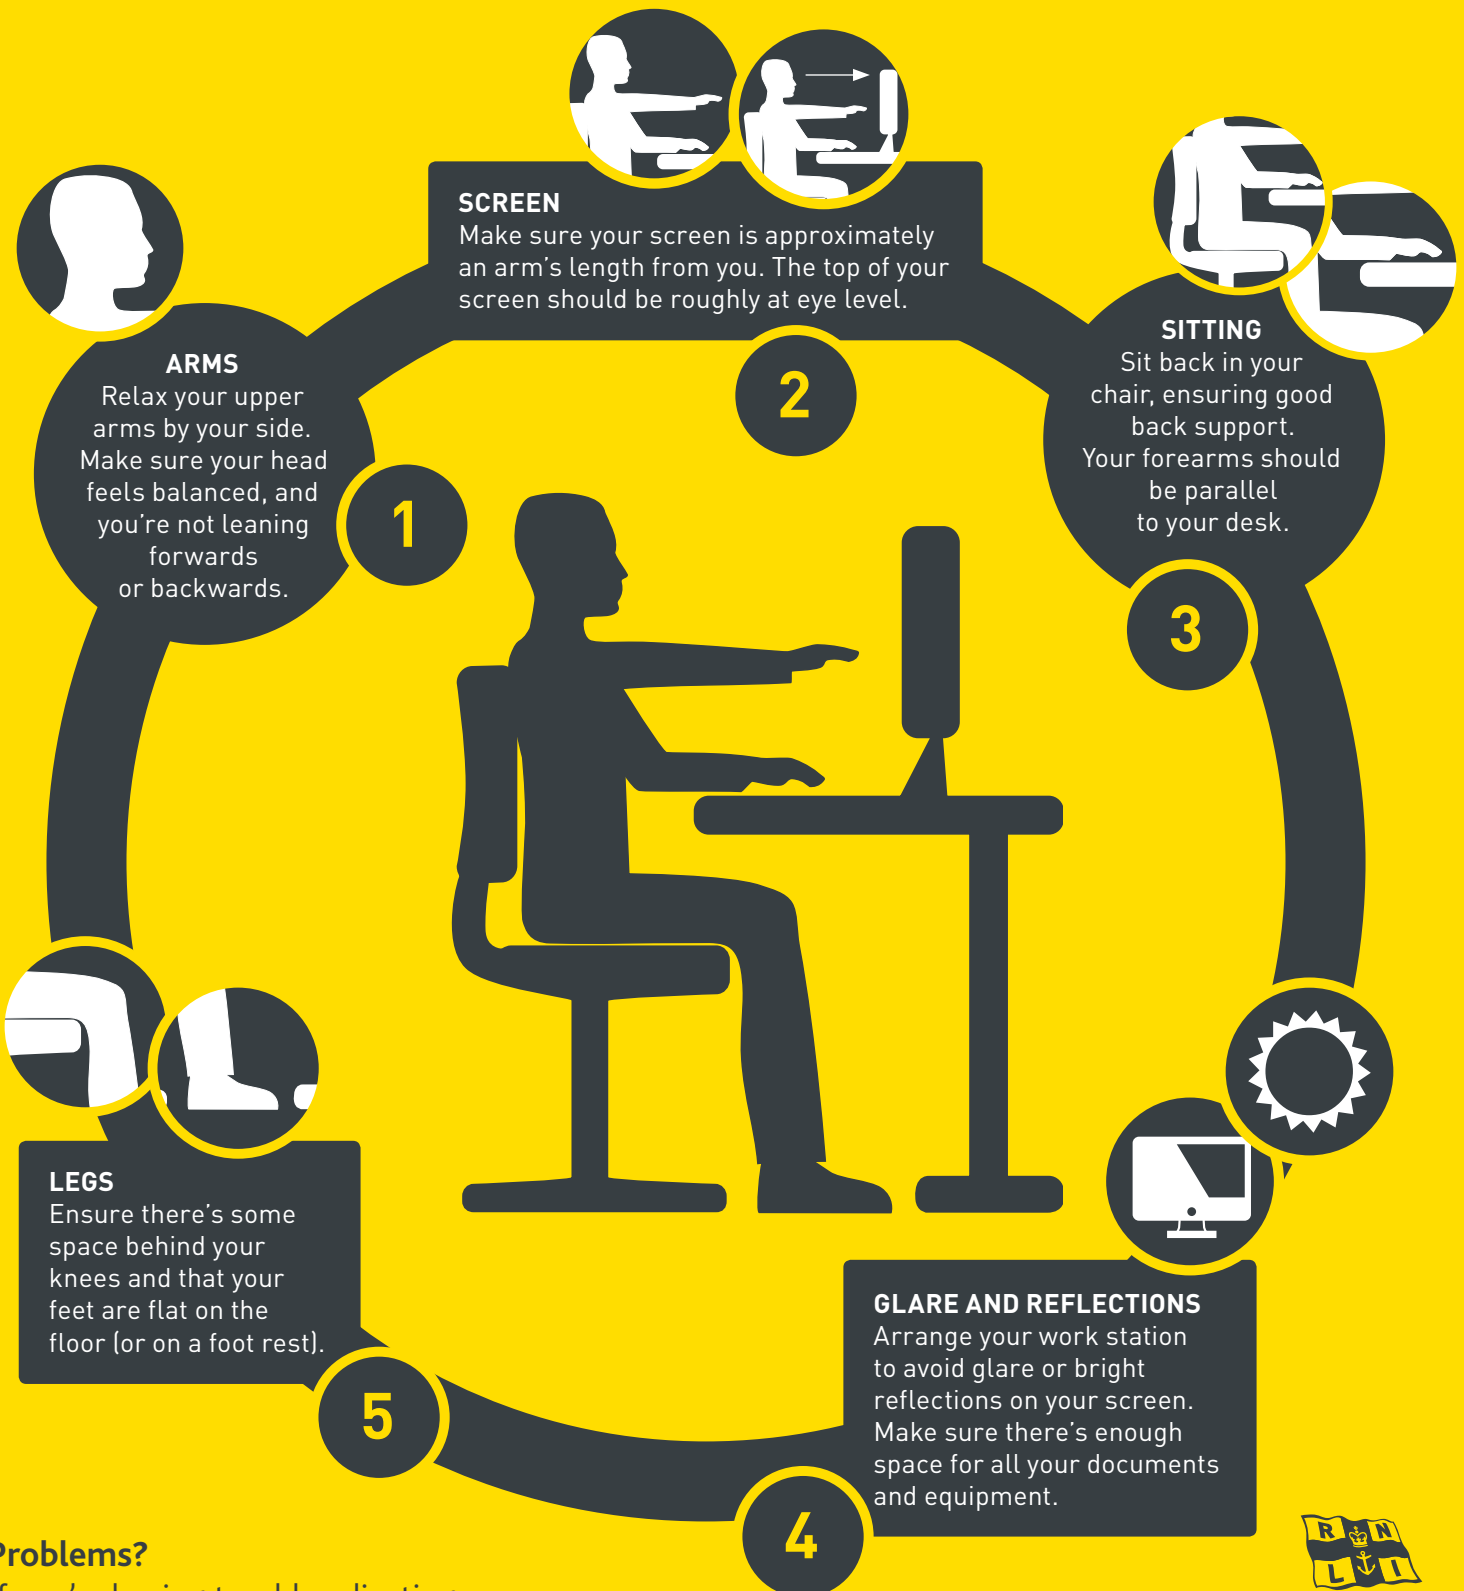 SCREEN
Make sure your screen is approximately
an arm's length from you. The top of your
screen should be roughly at eye level.
2
ARMS
Relax your upper
arms by your side.
Make sure your head
feels balanced, and
you're not leaning
forwards
or backwards.
1
SITTING
Sit back in your
chair, ensuring good
back support.
Your forearms should
be parallel
to your desk.
3
LEGS
Ensure there's some
space behind your
knees and that your
feet are flat on the
floor (or on a foot rest).
5
GLARE AND REFLECTIONS
Arrange your work station
to avoid glare or bright
reflections on your screen.
Make sure there's enough
space for all your documents
and equipment.
4
Problems?
R N
L I